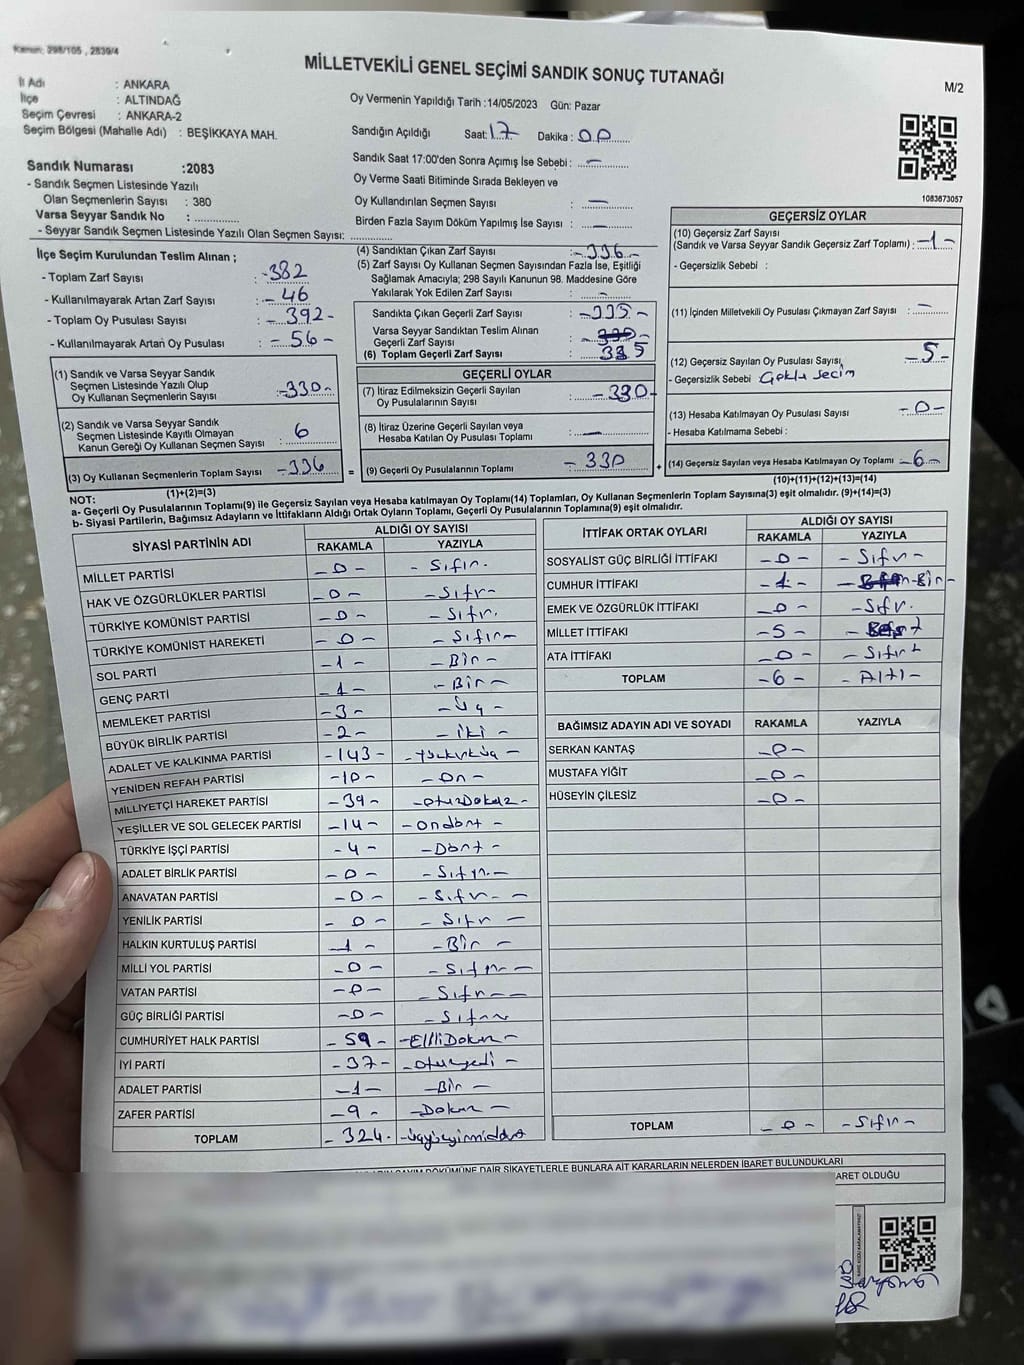 Kanun: 298/105 , 2839/4
MİLLETVEKİLİ GENEL SEÇİMİ SANDIK SONUÇ TUTANAĞI
M/2
İl Adı : ANKARA
İlçe : ALTINDAĞ
Seçim Çevresi : ANKARA-2
Seçim Bölgesi (Mahalle Adı) : BEŞİKKAYA MAH.
Oy Vermenin Yapıldığı Tarih :14/05/2023 Gün: Pazar
Sandığın Açıldığı Saat: 17 Dakika: 00
Sandık Saat 17:00'den Sonra Açımış İse Sebebi : —
Oy Verme Saati Bitiminde Sırada Bekleyen ve
Oy Kullandırılan Seçmen Sayısı : —
Birden Fazla Sayım Döküm Yapılmış İse Sayısı : —
1083673057
Sandık Numarası :2083
- Sandık Seçmen Listesinde Yazılı
Olan Seçmenlerin Sayısı : 380
Varsa Seyyar Sandık No :
- Seyyar Sandık Seçmen Listesinde Yazılı Olan Seçmen Sayısı:
İlçe Seçim Kurulundan Teslim Alınan ;
- Toplam Zarf Sayısı : -382
- Kullanılmayarak Artan Zarf Sayısı : - 46
- Toplam Oy Pusulası Sayısı : - 392 -
- Kullanılmayarak Artan Oy Pusulası : - 56 -
(1) Sandık ve Varsa Seyyar Sandık
Seçmen Listesinde Yazılı Olup
Oy Kullanan Seçmenlerin Sayısı : -330-
(2) Sandık ve Varsa Seyyar Sandık
Seçmen Listesinde Kayıtlı Olmayan
Kanun Gereği Oy Kullanan Seçmen Sayısı : 6
(3) Oy Kullanan Seçmenlerin Toplam Sayısı -336
(1)+(2)=(3)
(4) Sandıktan Çıkan Zarf Sayısı : -336-
(5) Zarf Sayısı Oy Kullanan Seçmen Sayısından Fazla İse, Eşitliği
Sağlamak Amacıyla; 298 Sayılı Kanunun 98. Maddesine Göre
Yakılarak Yok Edilen Zarf Sayısı : -
Sandıkta Çıkan Geçerli Zarf Sayısı : -335-
Varsa Seyyar Sandıktan Teslim Alınan
Geçerli Zarf Sayısı :
(6) Toplam Geçerli Zarf Sayısı : 335
GEÇERLİ OYLAR
(7) İtiraz Edilmeksizin Geçerli Sayılan
Oy Pusulalarının Sayısı : -330-
(8) İtiraz Üzerine Geçerli Sayılan veya
Hesaba Katılan Oy Pusulası Toplamı : —
= (9) Geçerli Oy Pusulalarının Toplamı - 330
GEÇERSİZ OYLAR
(10) Geçersiz Zarf Sayısı
(Sandık ve Varsa Seyyar Sandık Geçersiz Zarf Toplamı) : -1-
- Geçersizlik Sebebi :
(11) İçinden Milletvekili Oy Pusulası Çıkmayan Zarf Sayısı : -
(12) Geçersiz Sayılan Oy Pusulası Sayısı -5-
- Geçersizlik Sebebi Çoklu seçim
(13) Hesaba Katılmayan Oy Pusulası Sayısı -0-
- Hesaba Katılmama Sebebi :
+ (14) Geçersiz Sayılan veya Hesaba Katılmayan Oy Toplamı -6-
(10)+(11)+(12)+(13)=(14)
NOT:
a- Geçerli Oy Pusulalarının Toplamı(9) ile Geçersiz Sayılan veya Hesaba katılmayan Oy Toplamı(14) Toplamları, Oy Kullanan Seçmenlerin Toplam Sayısına(3) eşit olmalıdır. (9)+(14)=(3)
b- Siyasi Partilerin, Bağımsız Adayların ve İttifakların Aldığı Ortak Oyların Toplamı, Geçerli Oy Pusulalarının Toplamına(9) eşit olmalıdır.
SİYASİ PARTİNİN ADI ALDIĞI OY SAYISI
RAKAMLA YAZIYLA
MİLLET PARTİSİ -0- - Sıfır.
HAK VE ÖZGÜRLÜKLER PARTİSİ -0- - Sıfır-
TÜRKİYE KOMÜNİST PARTİSİ -0- - Sıfır.
TÜRKİYE KOMÜNİST HAREKETİ -0- - Sıfır-
SOL PARTİ -1- - Bir -
GENÇ PARTİ -1- - Bir -
MEMLEKET PARTİSİ -3- - Üç -
BÜYÜK BİRLİK PARTİSİ -2- - iki -
ADALET VE KALKINMA PARTİSİ -143- - Yüzkırküç -
YENİDEN REFAH PARTİSİ -10- - On -
MİLLİYETÇİ HAREKET PARTİSİ -39- -otuzDokuz-
YEŞİLLER VE SOL GELECEK PARTİSİ -14- - ondört -
TÜRKİYE İŞÇİ PARTİSİ -4- -Dört -
ADALET BİRLİK PARTİSİ -0- - Sıfır.-
ANAVATAN PARTİSİ -0- - Sıfır- -
YENİLİK PARTİSİ -0- - Sıfır -
HALKIN KURTULUŞ PARTİSİ -1- -Bir -
MİLLİ YOL PARTİSİ -0- - Sıfır -
VATAN PARTİSİ -0- - Sıfır--
GÜÇ BİRLİĞİ PARTİSİ -0- - Sıfır-
CUMHURİYET HALK PARTİSİ - 59 - -ElliDokuz-
İYİ PARTİ -37- -otuzyedi -
ADALET PARTİSİ -1- -Bir -
ZAFER PARTİSİ -9- -Dokuz -
TOPLAM - 324 - -üçyüzyirmidört
İTTİFAK ORTAK OYLARI ALDIĞI OY SAYISI
RAKAMLA YAZIYLA
SOSYALİST GÜÇ BİRLİĞİ İTTİFAKI -0- - Sıfır -
CUMHUR İTTİFAKI -1- -Bir-
EMEK VE ÖZGÜRLÜK İTTİFAKI -0- -Sıfır.
MİLLET İTTİFAKI -5-
ATA İTTİFAKI -0- - Sıfır -
TOPLAM -6- - Altı -
BAĞIMSIZ ADAYIN ADI VE SOYADI RAKAMLA YAZIYLA
SERKAN KANTAŞ -0-
MUSTAFA YİĞİT -0-
HÜSEYİN ÇİLESİZ -0-
TOPLAM -0- -Sıfır-
DÖKÜMÜNE DAİR ŞİKAYETLERLE BUNLARA AİT KARARLARIN NELERDEN İBARET BULUNDUKLARI
ARET OLDUĞU